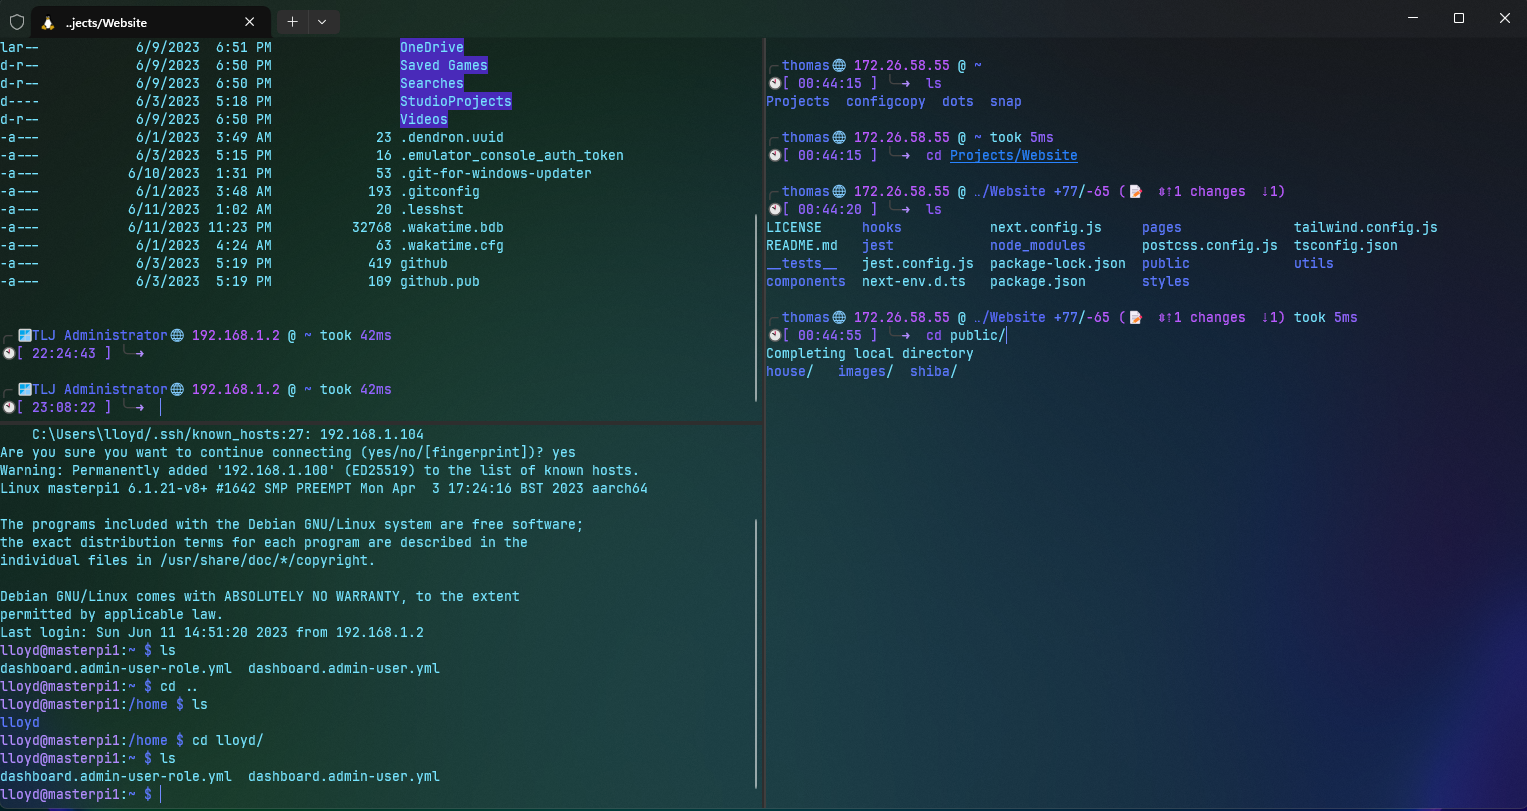 ..jects/Website
lar-- 6/9/2023 6:51 PM OneDrive
d-r-- 6/9/2023 6:50 PM Saved Games
d-r-- 6/9/2023 6:50 PM Searches
d---- 6/3/2023 5:18 PM StudioProjects
d-r-- 6/9/2023 6:50 PM Videos
-a--- 6/1/2023 3:49 AM 23 .dendron.uuid
-a--- 6/3/2023 5:15 PM 16 .emulator_console_auth_token
-a--- 6/10/2023 1:31 PM 53 .git-for-windows-updater
-a--- 6/1/2023 3:48 AM 193 .gitconfig
-a--- 6/11/2023 1:02 AM 20 .lesshst
-a--- 6/11/2023 11:23 PM 32768 .wakatime.bdb
-a--- 6/1/2023 4:24 AM 63 .wakatime.cfg
-a--- 6/3/2023 5:19 PM 419 github
-a--- 6/3/2023 5:19 PM 109 github.pub
╭ TLJ Administrator🌐 192.168.1.2 @ ~ took 42ms
🕙[ 22:24:43 ] ╰─➜
╭ TLJ Administrator🌐 192.168.1.2 @ ~ took 42ms
🕙[ 23:08:22 ] ╰─➜
C:\Users\lloyd/.ssh/known_hosts:27: 192.168.1.104
Are you sure you want to continue connecting (yes/no/[fingerprint])? yes
Warning: Permanently added '192.168.1.100' (ED25519) to the list of known hosts.
Linux masterpi1 6.1.21-v8+ #1642 SMP PREEMPT Mon Apr  3 17:24:16 BST 2023 aarch64
The programs included with the Debian GNU/Linux system are free software;
the exact distribution terms for each program are described in the
individual files in /usr/share/doc/*/copyright.
Debian GNU/Linux comes with ABSOLUTELY NO WARRANTY, to the extent
permitted by applicable law.
Last login: Sun Jun 11 14:51:20 2023 from 192.168.1.2
lloyd@masterpi1:~ $ ls
dashboard.admin-user-role.yml  dashboard.admin-user.yml
lloyd@masterpi1:~ $ cd ..
lloyd@masterpi1:/home $ ls
lloyd
lloyd@masterpi1:/home $ cd lloyd/
lloyd@masterpi1:~ $ ls
dashboard.admin-user-role.yml  dashboard.admin-user.yml
lloyd@masterpi1:~ $
╭─thomas🌐 172.26.58.55 @ ~
🕙[ 00:44:15 ] ╰─➜ ls
Projects  configcopy  dots  snap
╭─thomas🌐 172.26.58.55 @ ~ took 5ms
🕙[ 00:44:15 ] ╰─➜ cd Projects/Website
╭─thomas🌐 172.26.58.55 @ ../Website +77/-65 (📝 ⇕⇡1 changes ↓1)
🕙[ 00:44:20 ] ╰─➜ ls
LICENSE hooks next.config.js pages tailwind.config.js
README.md jest node_modules postcss.config.js tsconfig.json
__tests__ jest.config.js package-lock.json public utils
components next-env.d.ts package.json styles
╭─thomas🌐 172.26.58.55 @ ../Website +77/-65 (📝 ⇕⇡1 changes ↓1) took 5ms
🕙[ 00:44:55 ] ╰─➜ cd public/
Completing local directory
house/ images/ shiba/